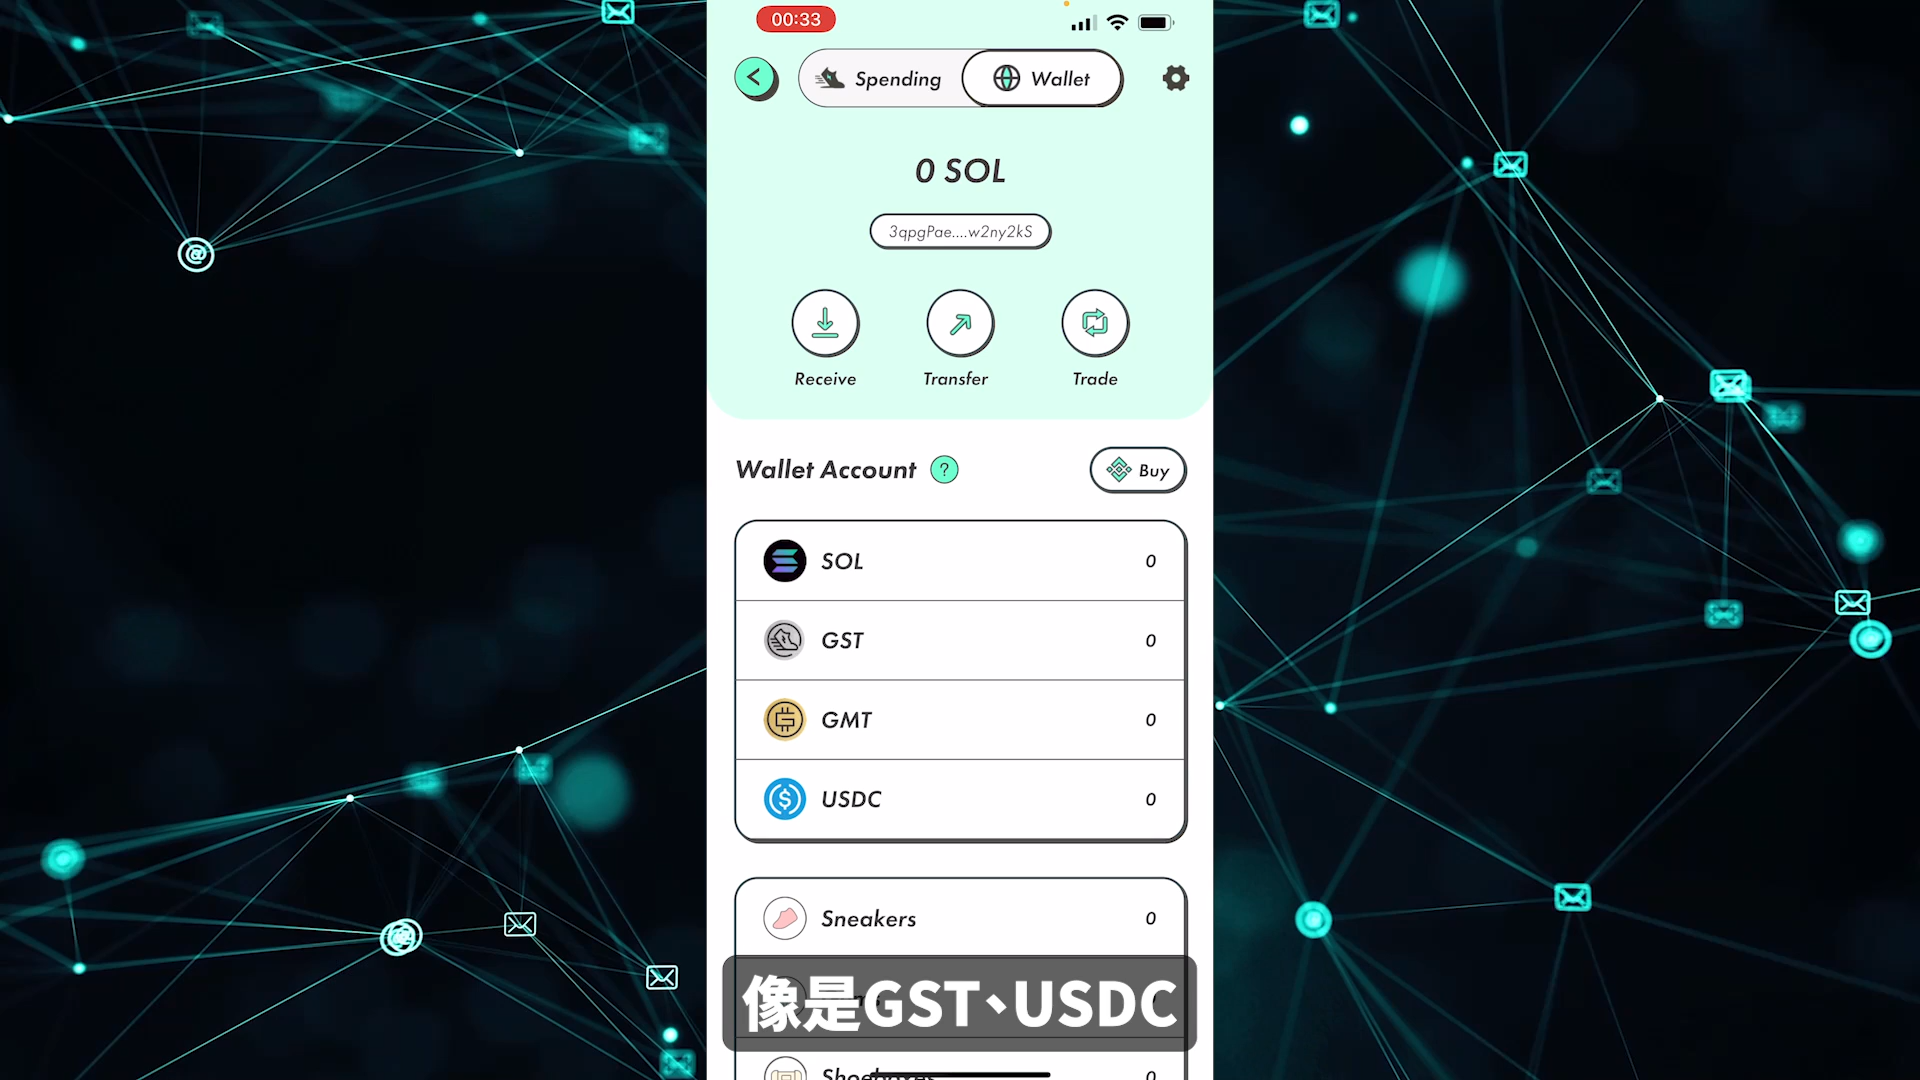 00:33
Spending
Wallet
0 SOL
3qpgPae....w2ny2kS
Receive
Transfer
Trade
Wallet Account ?
Buy
SOL 0
GST 0
GMT 0
USDC 0
Sneakers 0
像是GST、USDC
Shoeboxes 0